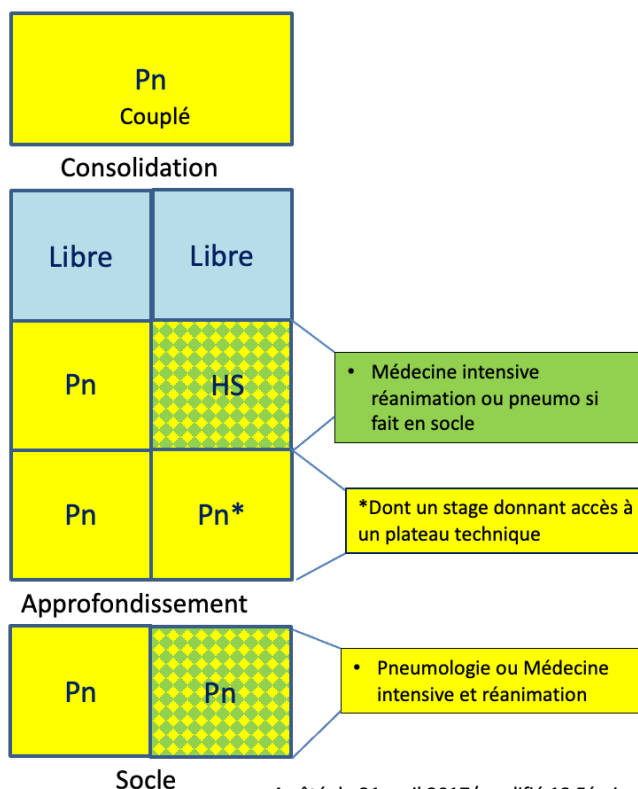 Pn
Couplé
Consolidation
Libre Libre
Pn HS
• Médecine intensive
réanimation ou pneumo si
fait en socle
Pn Pn*
*Dont un stage donnant accès à
un plateau technique
Approfondissement
Pn Pn
• Pneumologie ou Médecine
intensive et réanimation
Socle